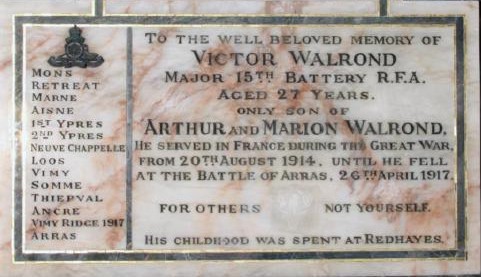 MONS
RETREAT
MARNE
AISNE
1ST YPRES
2ND YPRES
NEUVE CHAPPELLE
LOOS
VIMY
SOMME
THIEPVAL
ANCRE
VIMY RIDGE 1917
ARRAS
TO THE WELL BELOVED MEMORY OF
VICTOR WALROND
MAJOR 15TH BATTERY R.F.A.
AGED 27 YEARS.
ONLY SON OF
ARTHUR AND MARION WALROND,
HE SERVED IN FRANCE DURING THE GREAT WAR,
FROM 20TH AUGUST 1914, UNTIL HE FELL
AT THE BATTLE OF ARRAS, 26TH APRIL 1917.
FOR OTHERS NOT YOURSELF.
HIS CHILDHOOD WAS SPENT AT REDHAYES.